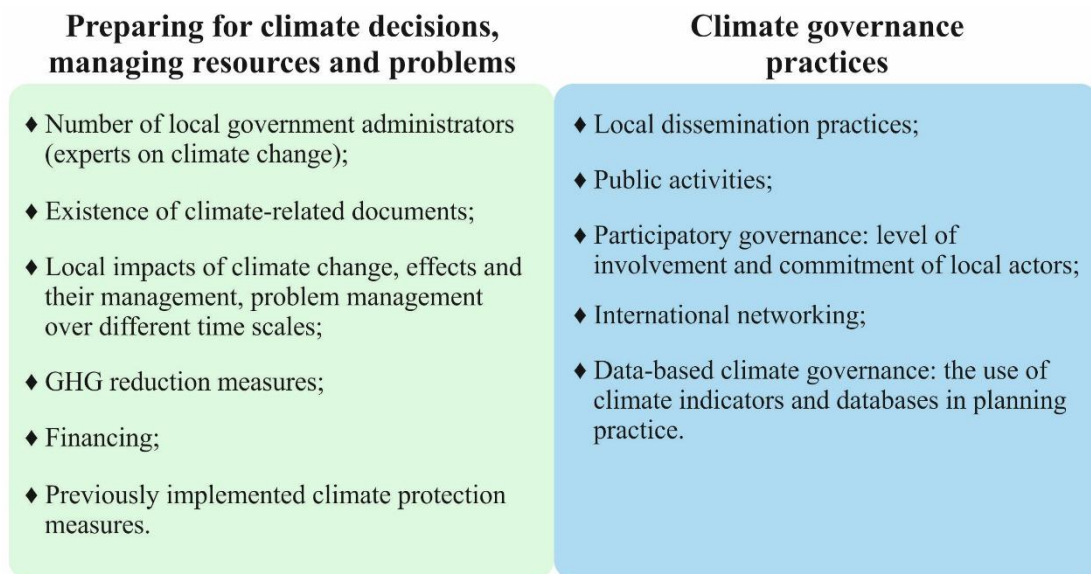 Preparing for climate decisions,
managing resources and problems
♦ Number of local government administrators
(experts on climate change);
♦ Existence of climate-related documents;
♦ Local impacts of climate change, effects and
their management, problem management
over different time scales;
♦ GHG reduction measures;
♦ Financing;
♦ Previously implemented climate protection
measures.
Climate governance
practices
♦ Local dissemination practices;
♦ Public activities;
♦ Participatory governance: level of
involvement and commitment of local actors;
♦ International networking;
♦ Data-based climate governance: the use of
climate indicators and databases in planning
practice.